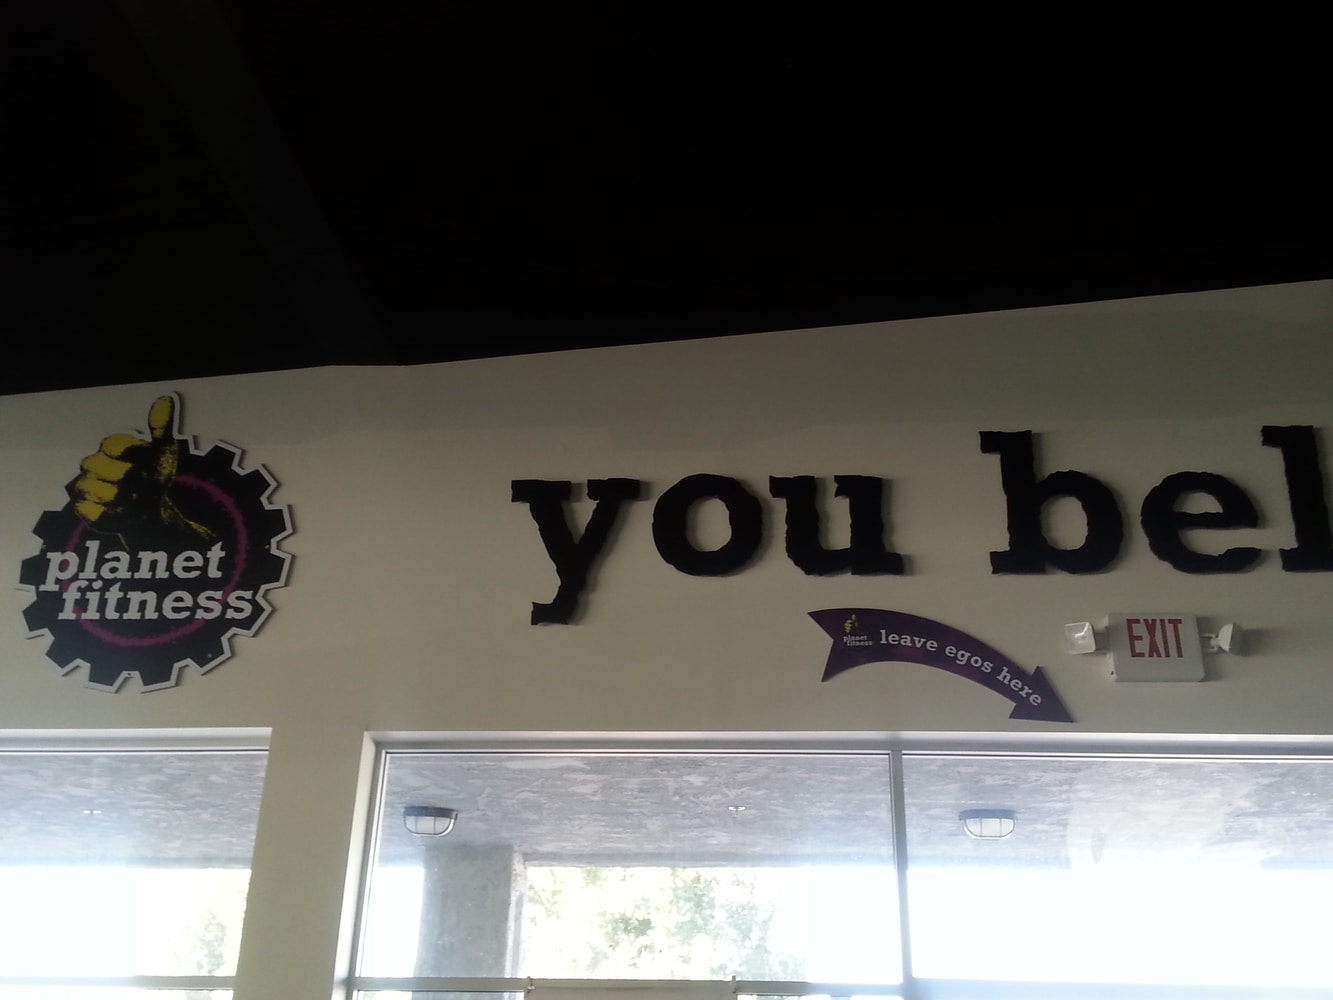 planet
fitness
you bel
planet
fitness
leave egos here
EXIT